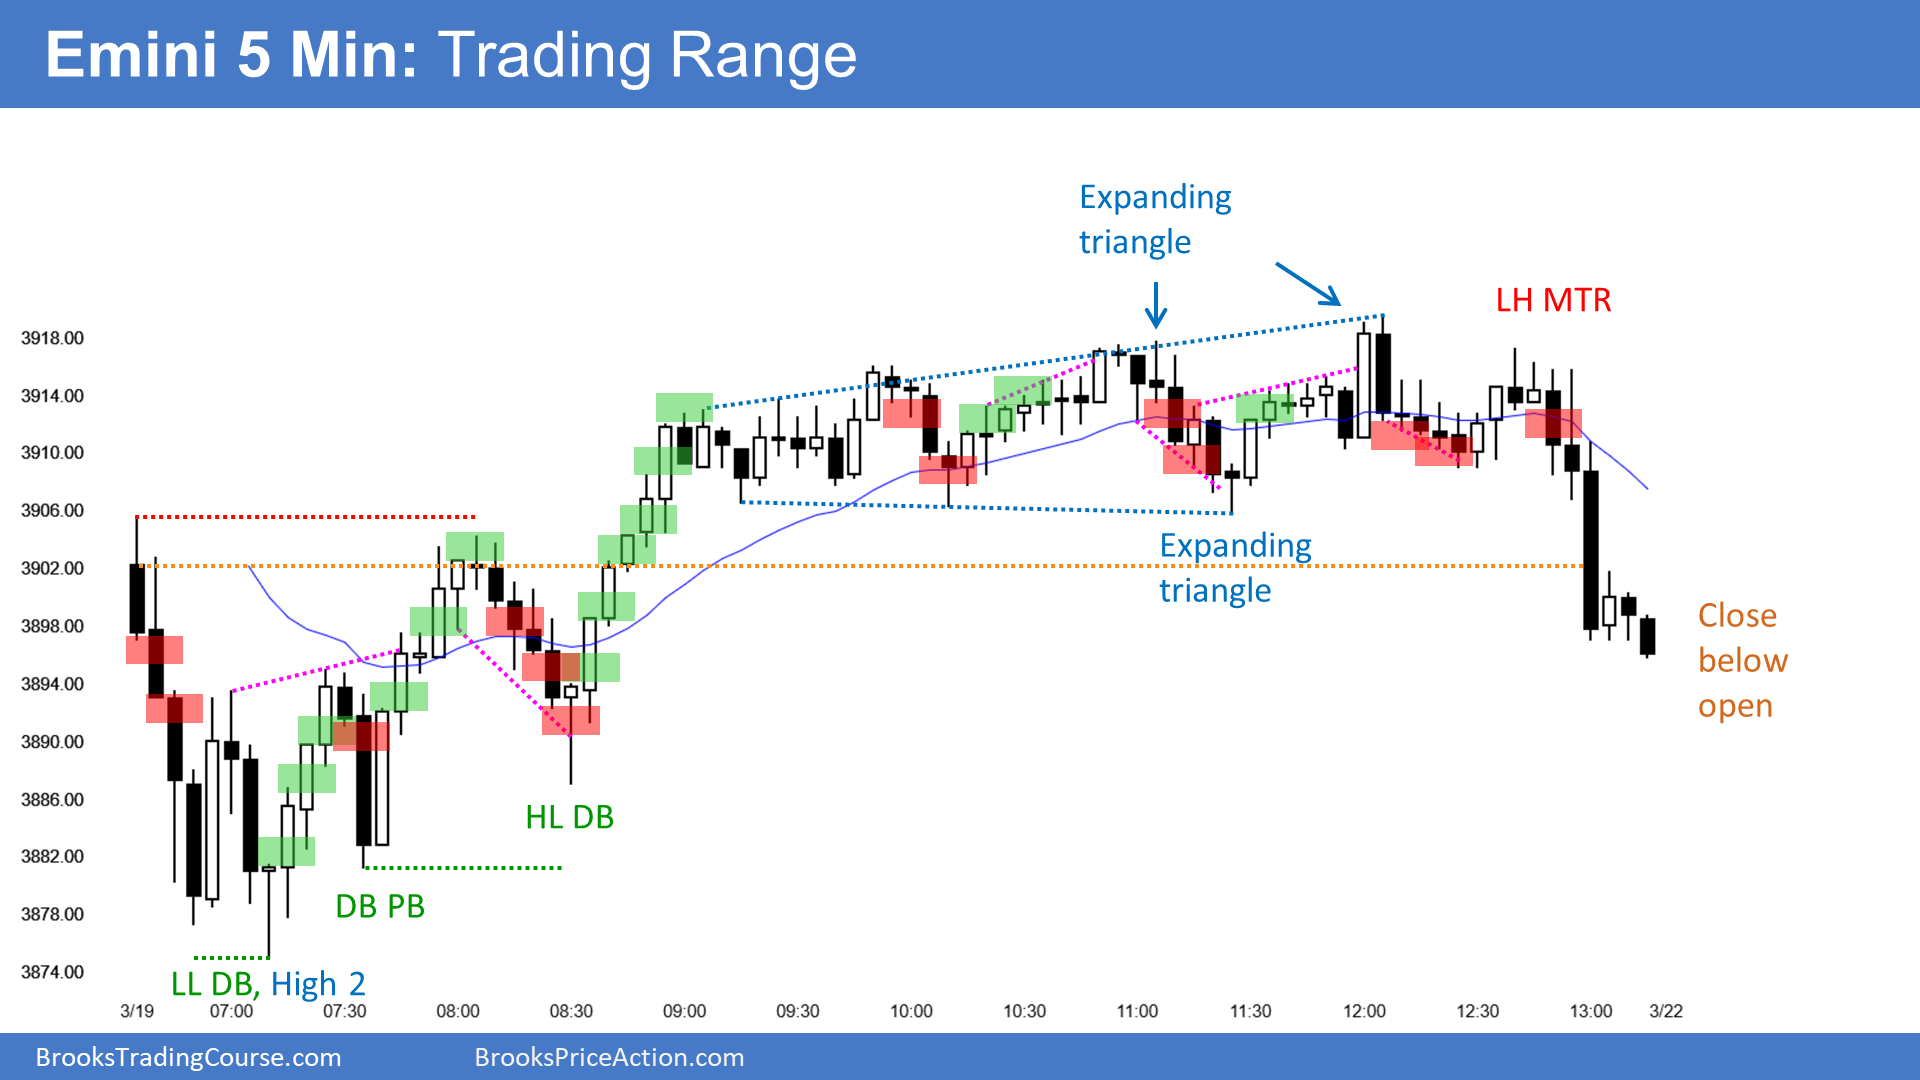 Emini 5 Min: Trading Range
Expanding
triangle
LH MTR
3918.00
3914.00
3910.00
3906.00
3902.00
3898.00
3894.00
3890.00
3886.00
3882.00
3878.00
3874.00
Expanding
triangle
Close
below
open
HL DB
DB PB
LL DB, High 2
3/19 07:00 07:30 08:00 08:30 09:00 09:30 10:00 10:30 11:00 11:30 12:00 12:30 13:00 3/22
BrooksTradingCourse.com BrooksPriceAction.com